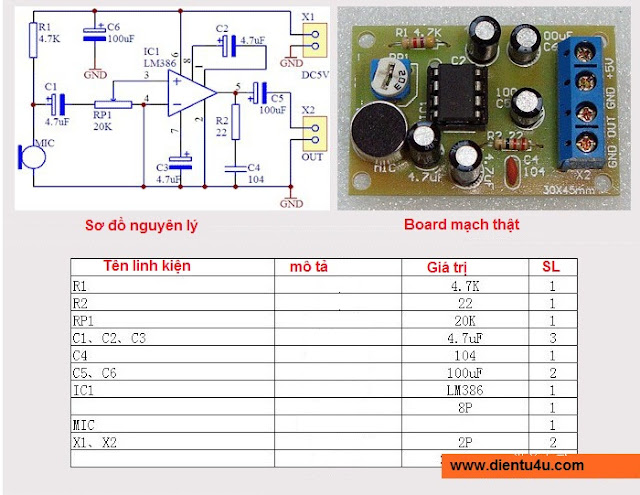 R1
4.7K
C6
100uF
GND
C1
4.7uF
RP1
20K
MIC
IC1
LM386
3
4
6
8
1
5
7
2
C2
4.7uF
C3
4.7uF
R2
22
C4
104
C5
100uF
X1
GND
DC5V
X2
OUT
GND
R1 4.7K
+5V
GND
OUT
GND
R2 22
C4
104
MIC
4.7uF
X2
30X45mm
Sơ đồ nguyên lý
Board mạch thật
Tên linh kiện mô tả Giá trị SL
R1 4.7K 1
R2 22 1
RP1 20K 1
C1、C2、C3 4.7uF 3
C4 104 1
C5、C6 100uF 2
IC1 LM386 1
8P 1
MIC 1
X1、X2 2P 2
www.dientu4u.com